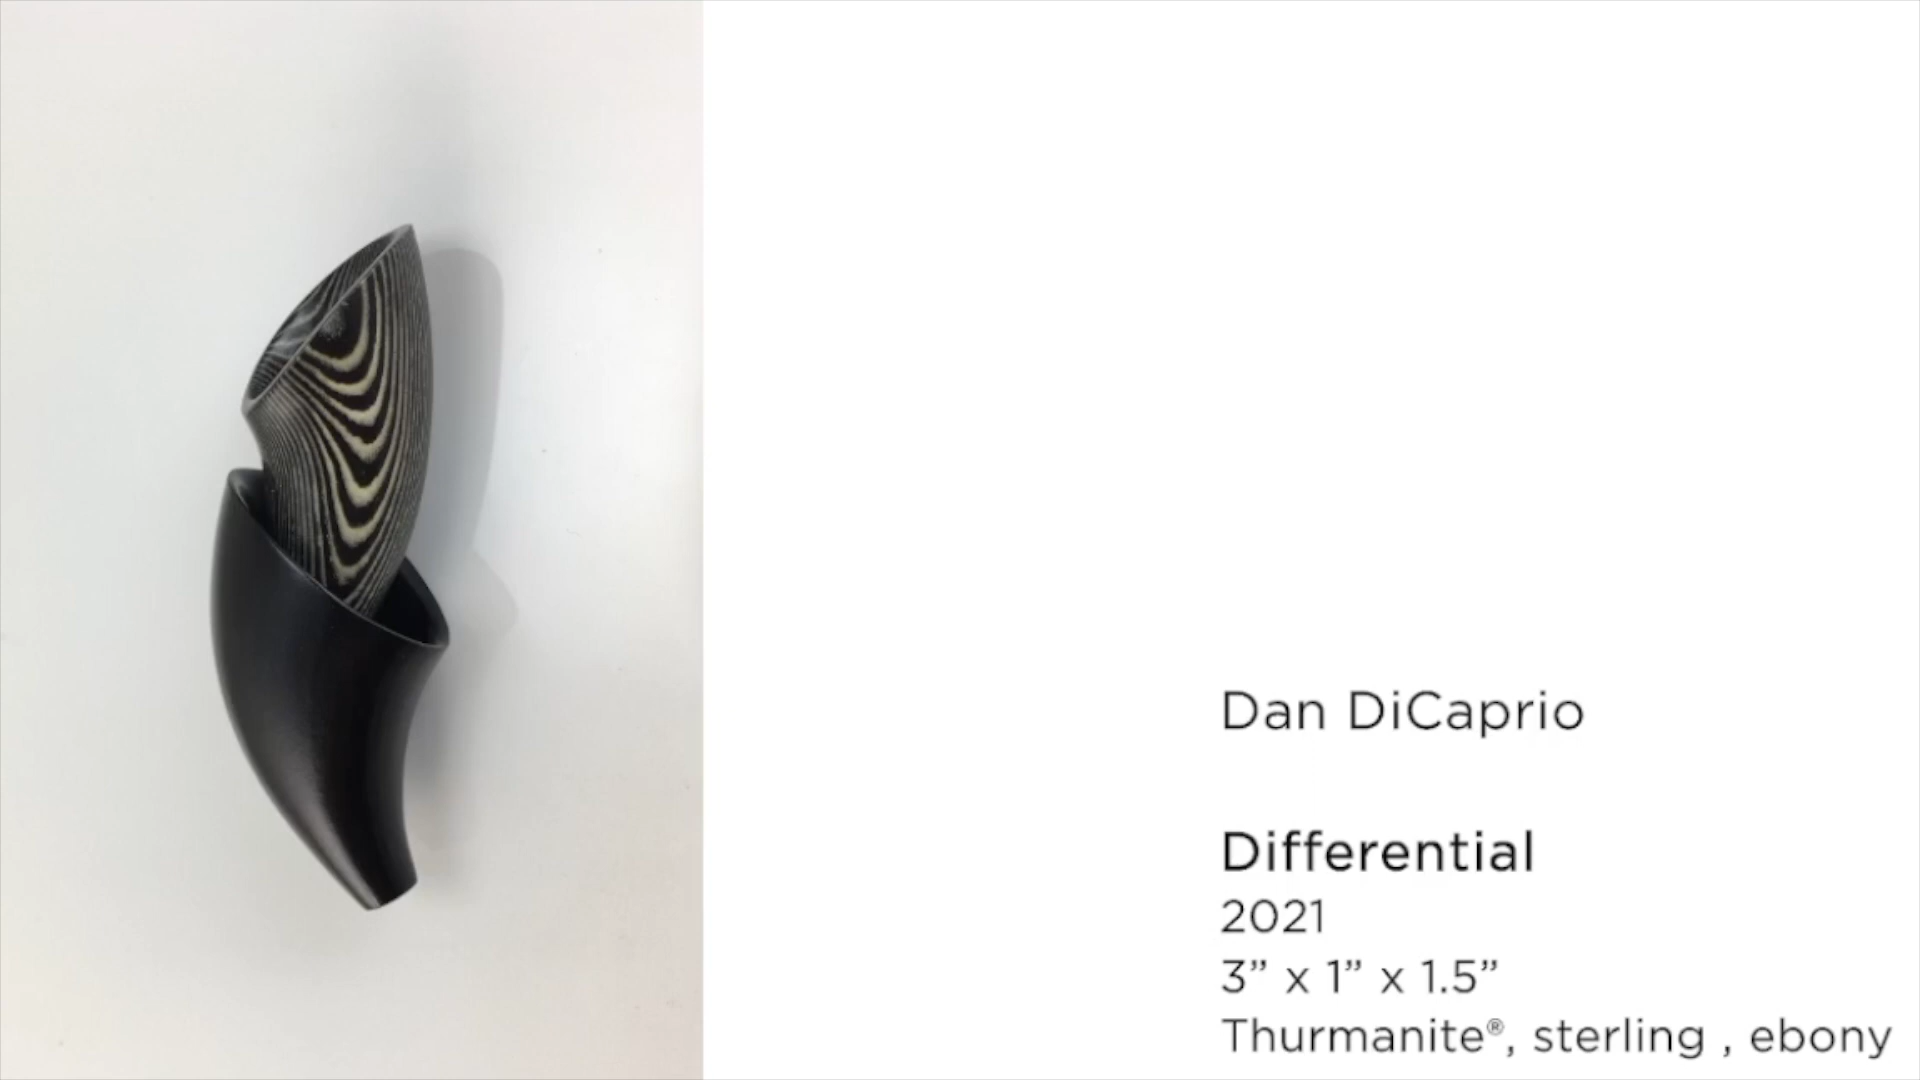 Dan DiCaprio
Differential
2021
3” x 1” x 1.5”
Thurmanite®, sterling , ebony